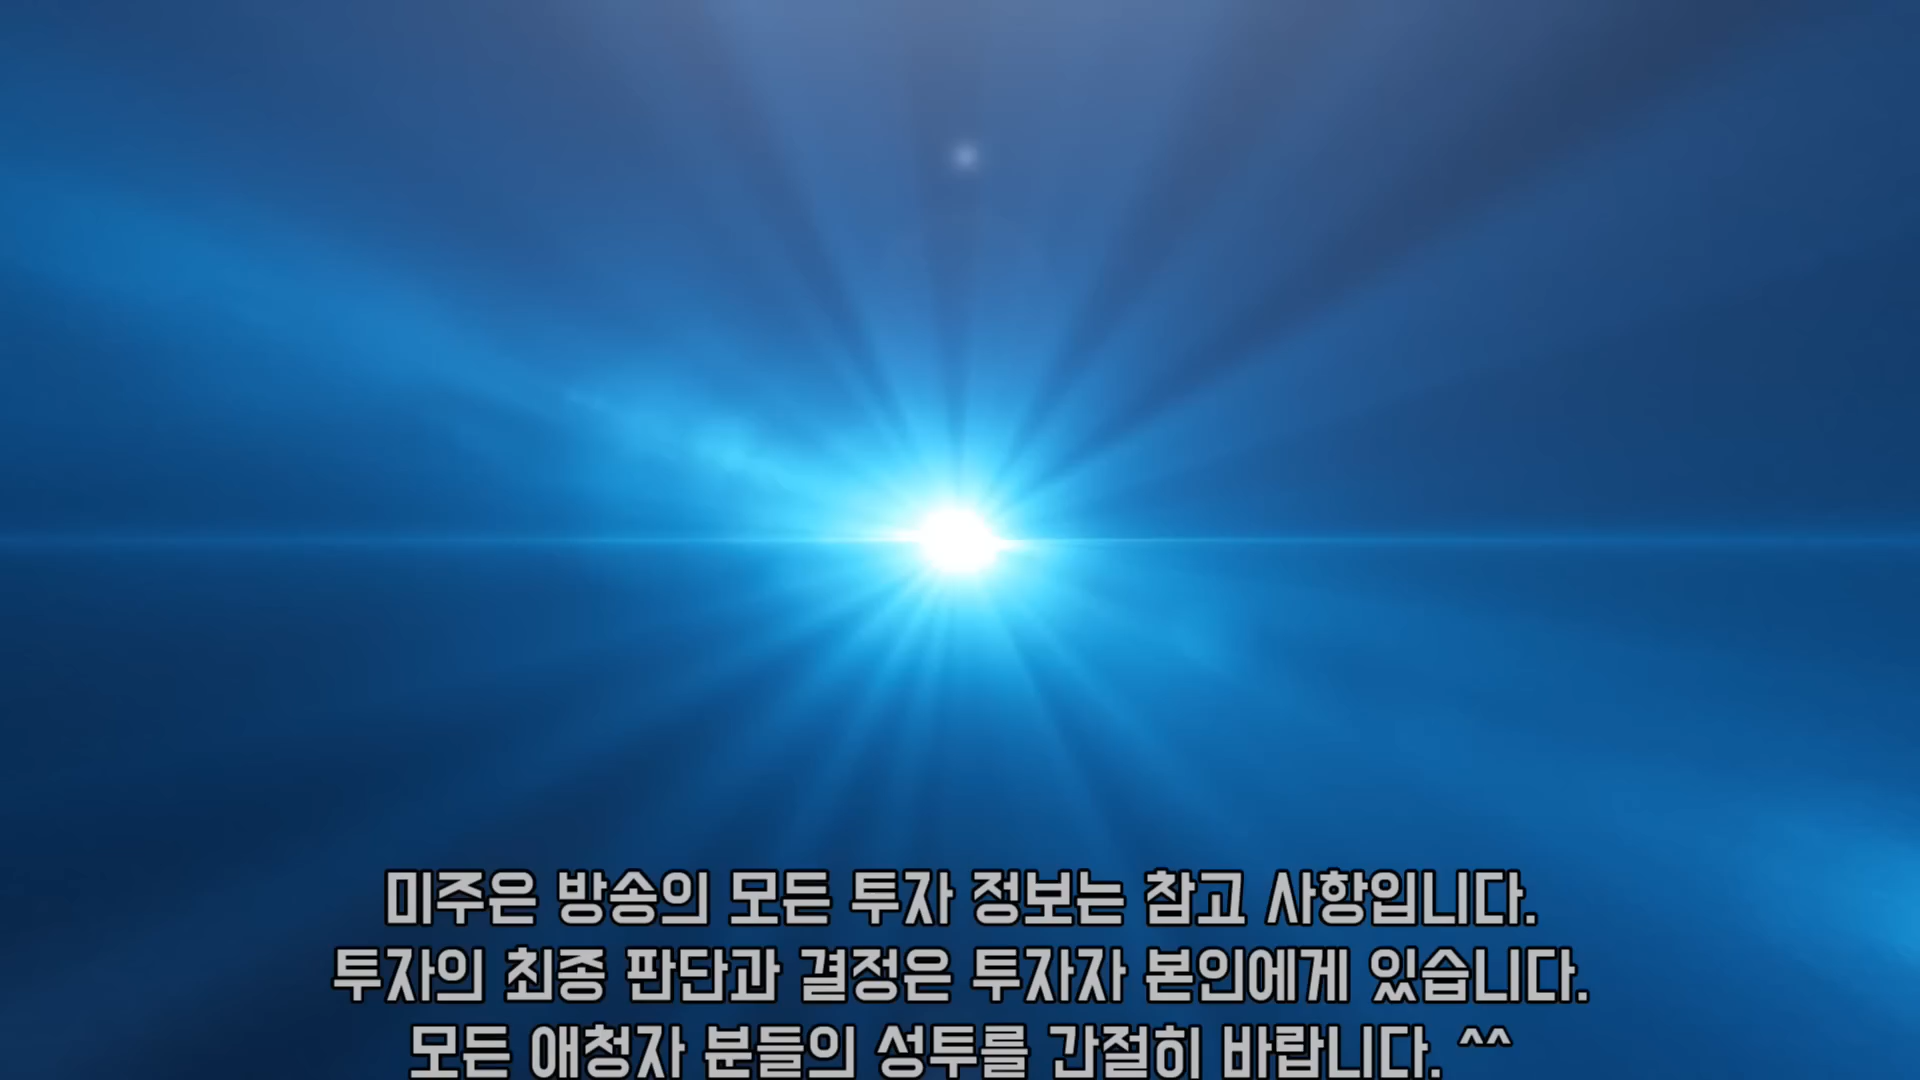 미주은 방송의 모든 투자 정보는 참고 사항입니다.
투자의 최종 판단과 결정은 투자자 본인에게 있습니다.
모든 애청자 분들의 성투를 간절히 바랍니다. ^^